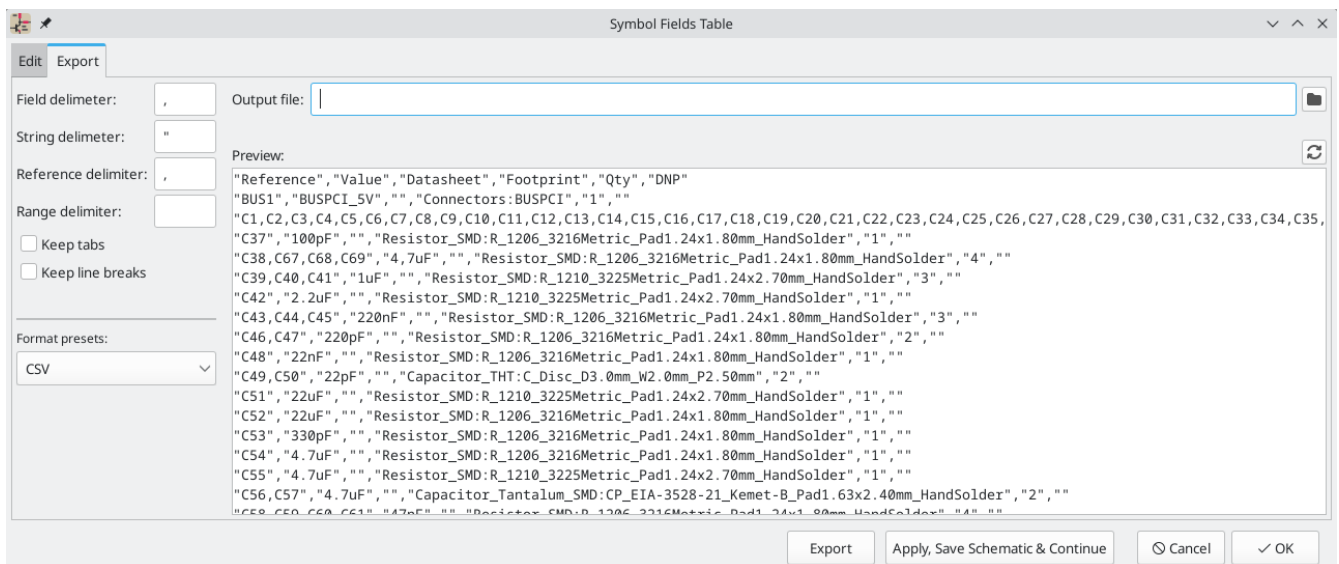 Symbol Fields Table
Edit Export
Field delimeter: ,
Output file:
String delimeter: "
Preview:
Reference delimiter: ,
Range delimiter:
Keep tabs
Keep line breaks
Format presets:
CSV
"Reference","Value","Datasheet","Footprint","Qty","DNP"
"BUS1","BUSPCI_5V","","Connectors:BUSPCI","1",""
"C1,C2,C3,C4,C5,C6,C7,C8,C9,C10,C11,C12,C13,C14,C15,C16,C17,C18,C19,C20,C21,C22,C23,C24,C25,C26,C27,C28,C29,C30,C31,C32,C33,C34,C35,
"C37","100pF","","Resistor_SMD:R_1206_3216Metric_Pad1.24x1.80mm_HandSolder","1",""
"C38,C67,C68,C69","4,7uF","","Resistor_SMD:R_1206_3216Metric_Pad1.24x1.80mm_HandSolder","4",""
"C39,C40,C41","1uF","","Resistor_SMD:R_1210_3225Metric_Pad1.24x2.70mm_HandSolder","3",""
"C42","2.2uF","","Resistor_SMD:R_1210_3225Metric_Pad1.24x2.70mm_HandSolder","1",""
"C43,C44,C45","220nF","","Resistor_SMD:R_1206_3216Metric_Pad1.24x1.80mm_HandSolder","3",""
"C46,C47","220pF","","Resistor_SMD:R_1206_3216Metric_Pad1.24x1.80mm_HandSolder","2",""
"C48","22nF","","Resistor_SMD:R_1206_3216Metric_Pad1.24x1.80mm_HandSolder","1",""
"C49,C50","22pF","","Capacitor_THT:C_Disc_D3.0mm_W2.0mm_P2.50mm","2",""
"C51","22uF","","Resistor_SMD:R_1210_3225Metric_Pad1.24x2.70mm_HandSolder","1",""
"C52","22uF","","Resistor_SMD:R_1206_3216Metric_Pad1.24x1.80mm_HandSolder","1",""
"C53","330pF","","Resistor_SMD:R_1206_3216Metric_Pad1.24x1.80mm_HandSolder","1",""
"C54","4.7uF","","Resistor_SMD:R_1206_3216Metric_Pad1.24x1.80mm_HandSolder","1",""
"C55","4.7uF","","Resistor_SMD:R_1210_3225Metric_Pad1.24x2.70mm_HandSolder","1",""
"C56,C57","4.7uF","","Capacitor_Tantalum_SMD:CP_EIA-3528-21_Kemet-B_Pad1.63x2.40mm_HandSolder","2",""
Export
Apply, Save Schematic & Continue
Cancel
OK